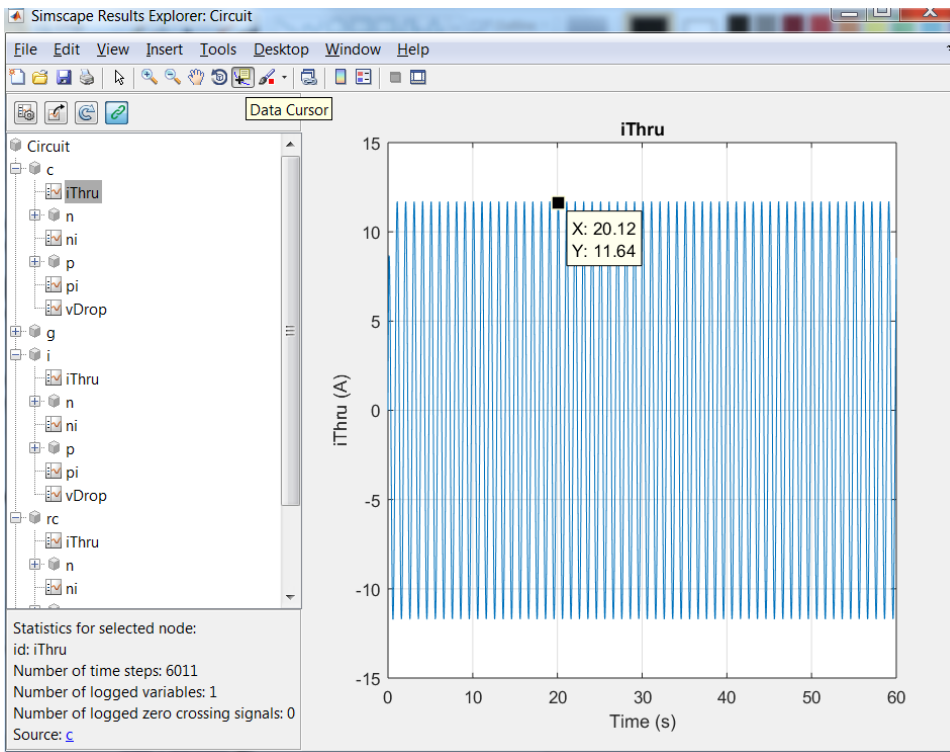 Simscape Results Explorer: Circuit
File Edit View Insert Tools Desktop Window Help
Data Cursor
Circuit
c
iThru
n
ni
p
pi
vDrop
g
i
iThru
n
ni
p
pi
vDrop
rc
iThru
n
ni
Statistics for selected node:
id: iThru
Number of time steps: 6011
Number of logged variables: 1
Number of logged zero crossing signals: 0
Source: c
iThru
15
10
5
0
-5
-10
-15
iThru (A)
X: 20.12
Y: 11.64
0 10 20 30 40 50 60
Time (s)